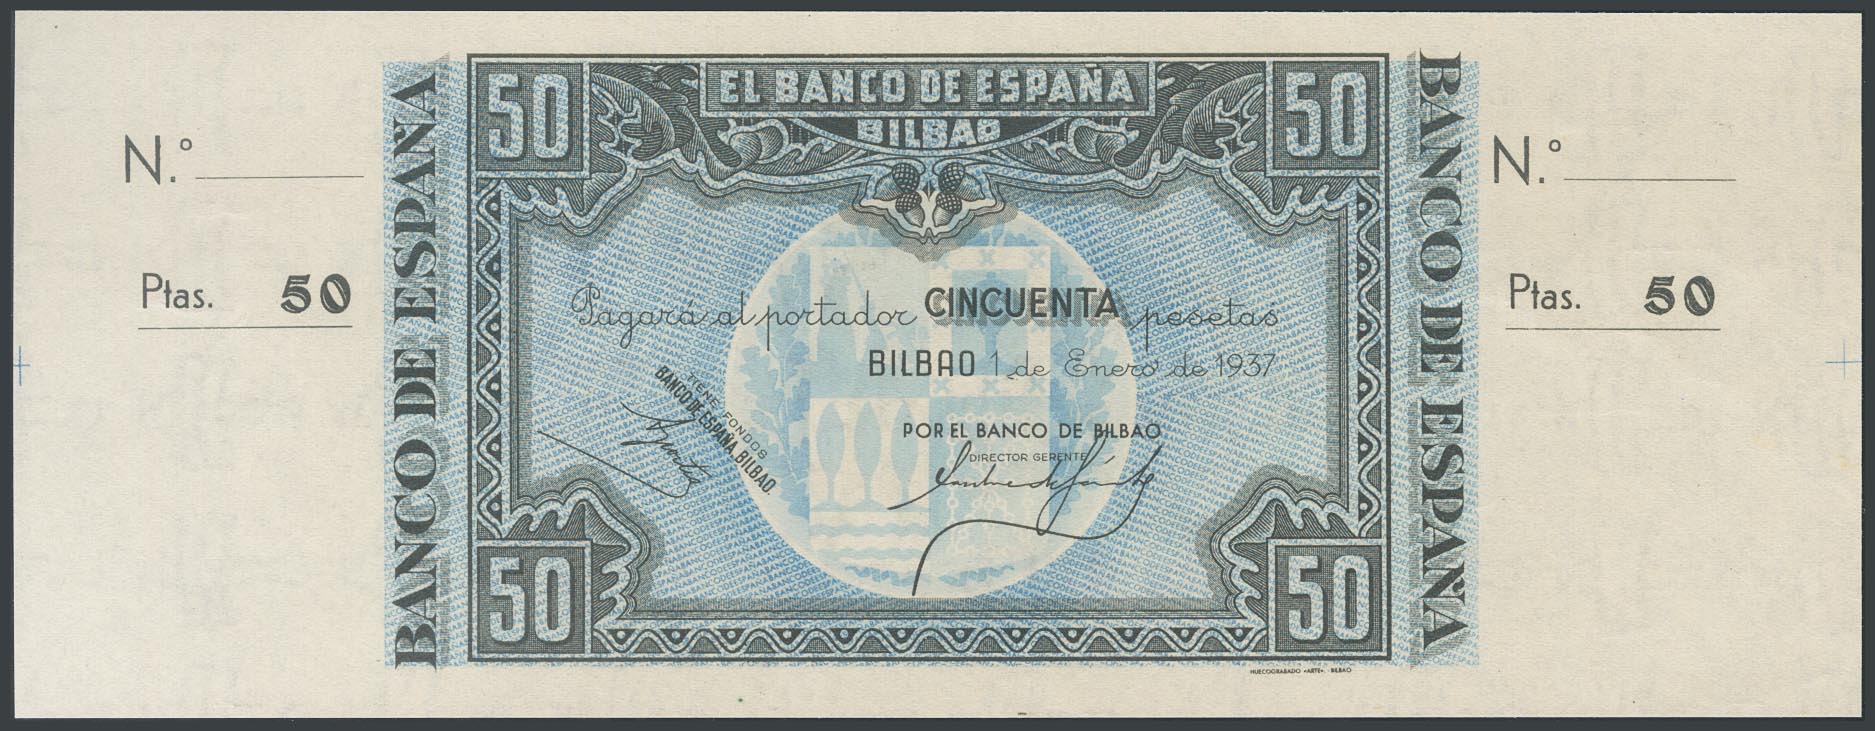 50
EL BANCO DE ESPAÑA
BILBAO
50
N.º
Ptas. 50
BANCO DE ESPAÑA
Pagará al portador CINCUENTA pesetas
BILBAO 1 de Enero de 1937
TIENE FONDOS
BANCO DE ESPAÑA, BILBAO.
POR EL BANCO DE BILBAO
DIRECTOR GERENTE
BANCO DE ESPAÑA
N.º
Ptas. 50
50
50
HUECOGRABADO «ARTE».-BILBAO